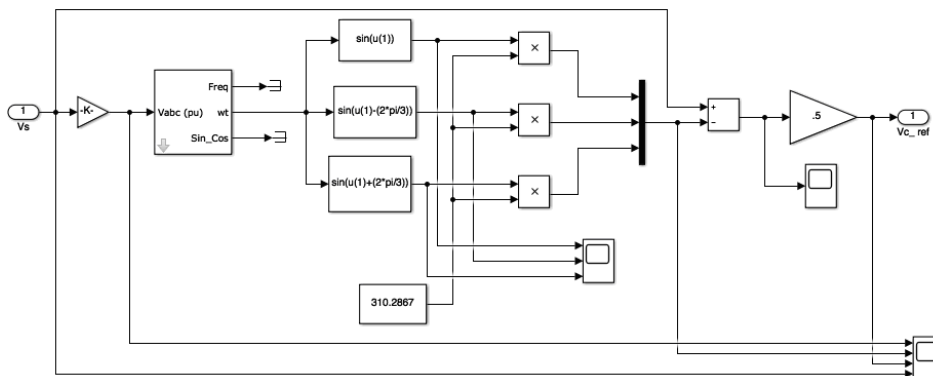 sin(u(1))
×
+
−
Freq
1
Vs
-K-
Vabc (pu)
wt
sin(u(1)-(2*pi/3))
×
.5
1
Vc_ ref
Sin_Cos
sin(u(1)+(2*pi/3))
×
310.2867